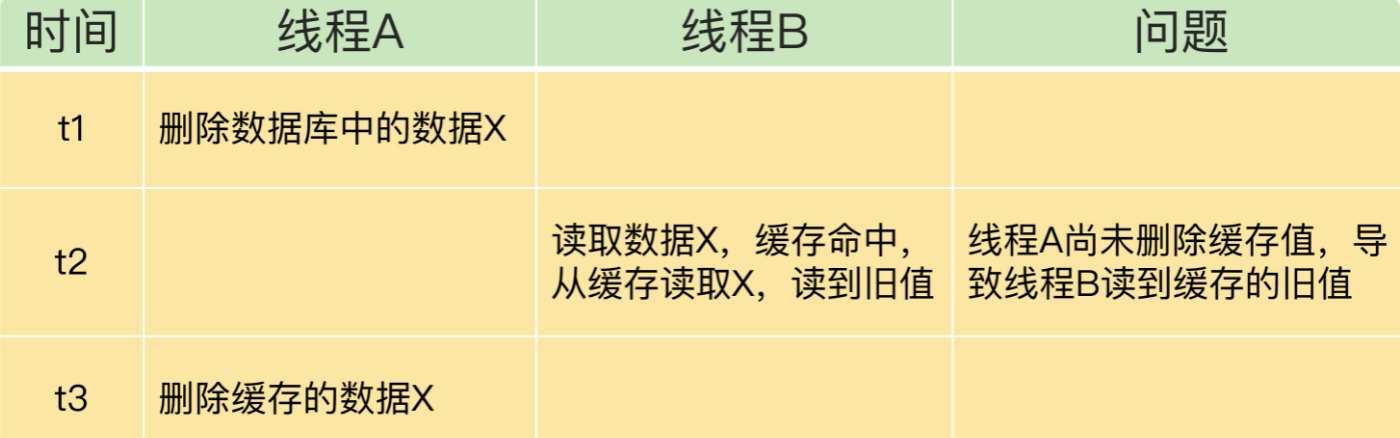 时间 线程A 线程B 问题
t1 删除数据库中的数据X
t2 读取数据X，缓存命中， 线程A尚未删除缓存值，导
从缓存读取X，读到旧值 致线程B读到缓存的旧值
t3 删除缓存的数据X